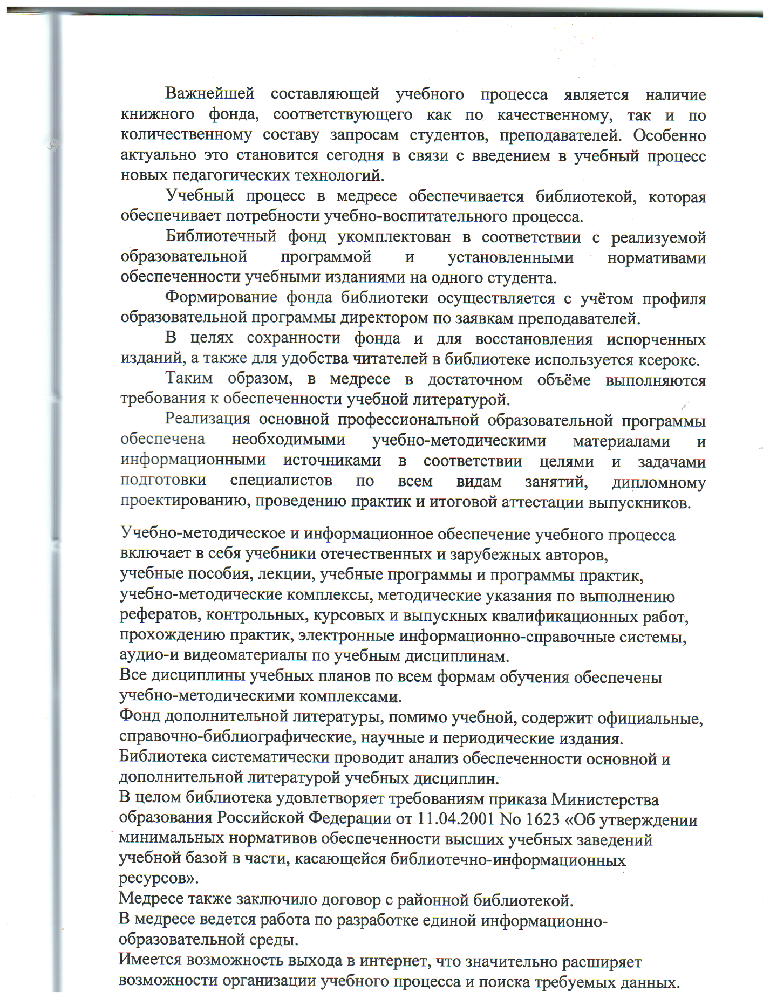 Важнейшей составляющей учебного процесса является наличие
книжного фонда, соответствующего как по качественному, так и по
количественному составу запросам студентов, преподавателей. Особенно
актуально это становится сегодня в связи с введением в учебный процесс
новых педагогических технологий.
Учебный процесс в медресе обеспечивается библиотекой, которая
обеспечивает потребности учебно-воспитательного процесса.
Библиотечный фонд укомплектован в соответствии с реализуемой
образовательной программой и установленными нормативами
обеспеченности учебными изданиями на одного студента.
Формирование фонда библиотеки осуществляется с учётом профиля
образовательной программы директором по заявкам преподавателей.
В целях сохранности фонда и для восстановления испорченных
изданий, а также для удобства читателей в библиотеке используется ксерокс.
Таким образом, в медресе в достаточном объёме выполняются
требования к обеспеченности учебной литературой.
Реализация основной профессиональной образовательной программы
обеспечена необходимыми учебно-методическими материалами и
информационными источниками в соответствии целями и задачами
подготовки специалистов по всем видам занятий, дипломному
проектированию, проведению практик и итоговой аттестации выпускников.
Учебно-методическое и информационное обеспечение учебного процесса
включает в себя учебники отечественных и зарубежных авторов,
учебные пособия, лекции, учебные программы и программы практик,
учебно-методические комплексы, методические указания по выполнению
рефератов, контрольных, курсовых и выпускных квалификационных работ,
прохождению практик, электронные информационно-справочные системы,
аудио-и видеоматериалы по учебным дисциплинам.
Все дисциплины учебных планов по всем формам обучения обеспечены
учебно-методическими комплексами.
Фонд дополнительной литературы, помимо учебной, содержит официальные,
справочно-библиографические, научные и периодические издания.
Библиотека систематически проводит анализ обеспеченности основной и
дополнительной литературой учебных дисциплин.
В целом библиотека удовлетворяет требованиям приказа Министерства
образования Российской Федерации от 11.04.2001 No 1623 «Об утверждении
минимальных нормативов обеспеченности высших учебных заведений
учебной базой в части, касающейся библиотечно-информационных
ресурсов».
Медресе также заключило договор с районной библиотекой.
В медресе ведется работа по разработке единой информационно-
образовательной среды.
Имеется возможность выхода в интернет, что значительно расширяет
возможности организации учебного процесса и поиска требуемых данных.